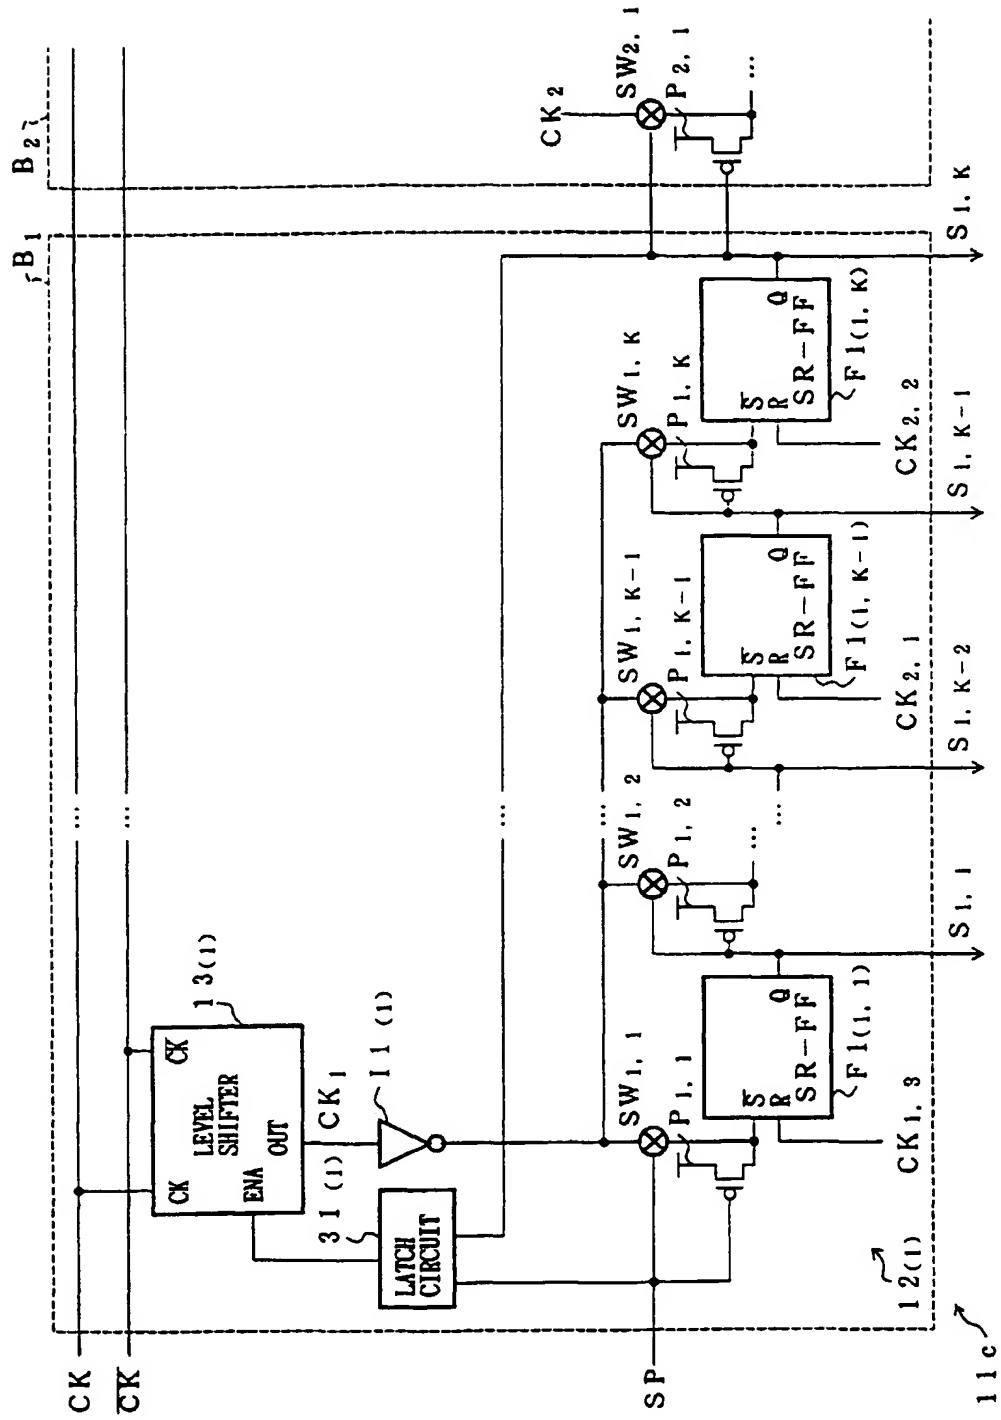 B1
B2
CK
CK
CK
CK
LEVEL
SHIFTER
ENA
OUT
13(1)
CK1
I1(1)
31(1)
LATCH
CIRCUIT
SP
SW1, 1
P1, 1
S
R
Q
SR-FF
F1(1, 1)
CK1, 3
S1, 1
SW1, 2
P1, 2
...
...
...
...
...
...
S1, K-2
SW1, K-1
P1, K-1
S
R
Q
SR-FF
F1(1, K-1)
CK2, 1
S1, K-1
SW1, K
P1, K
S
R
Q
SR-FF
F1(1, K)
CK2, 2
S1, K
CK2
SW2, 1
P2, 1
...
12(1)
11c